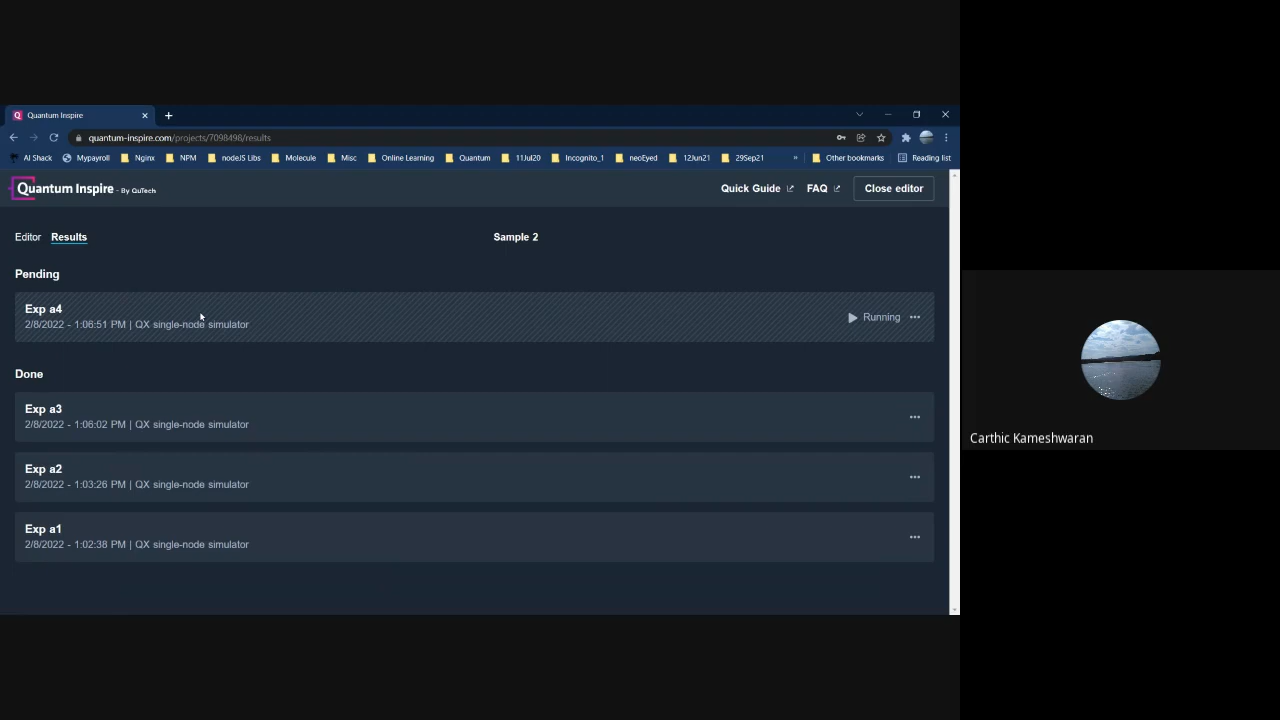 Quantum Inspire
quantum-inspire.com/projects/7098498/results
AI Shack Mypayroll Nginx NPM nodeJS Libs Molecule Misc Online Learning Quantum 11Jul20 Incognito_1 neoEyed 12Jun21 29Sep21 » Other bookmarks Reading list
Quantum Inspire - By QuTech Quick Guide FAQ Close editor
Editor Results Sample 2
Pending
Exp a4
2/8/2022 - 1:06:51 PM | QX single-node simulator Running
Done
Exp a3
2/8/2022 - 1:06:02 PM | QX single-node simulator
Exp a2
2/8/2022 - 1:03:26 PM | QX single-node simulator
Exp a1
2/8/2022 - 1:02:38 PM | QX single-node simulator
Carthic Kameshwaran